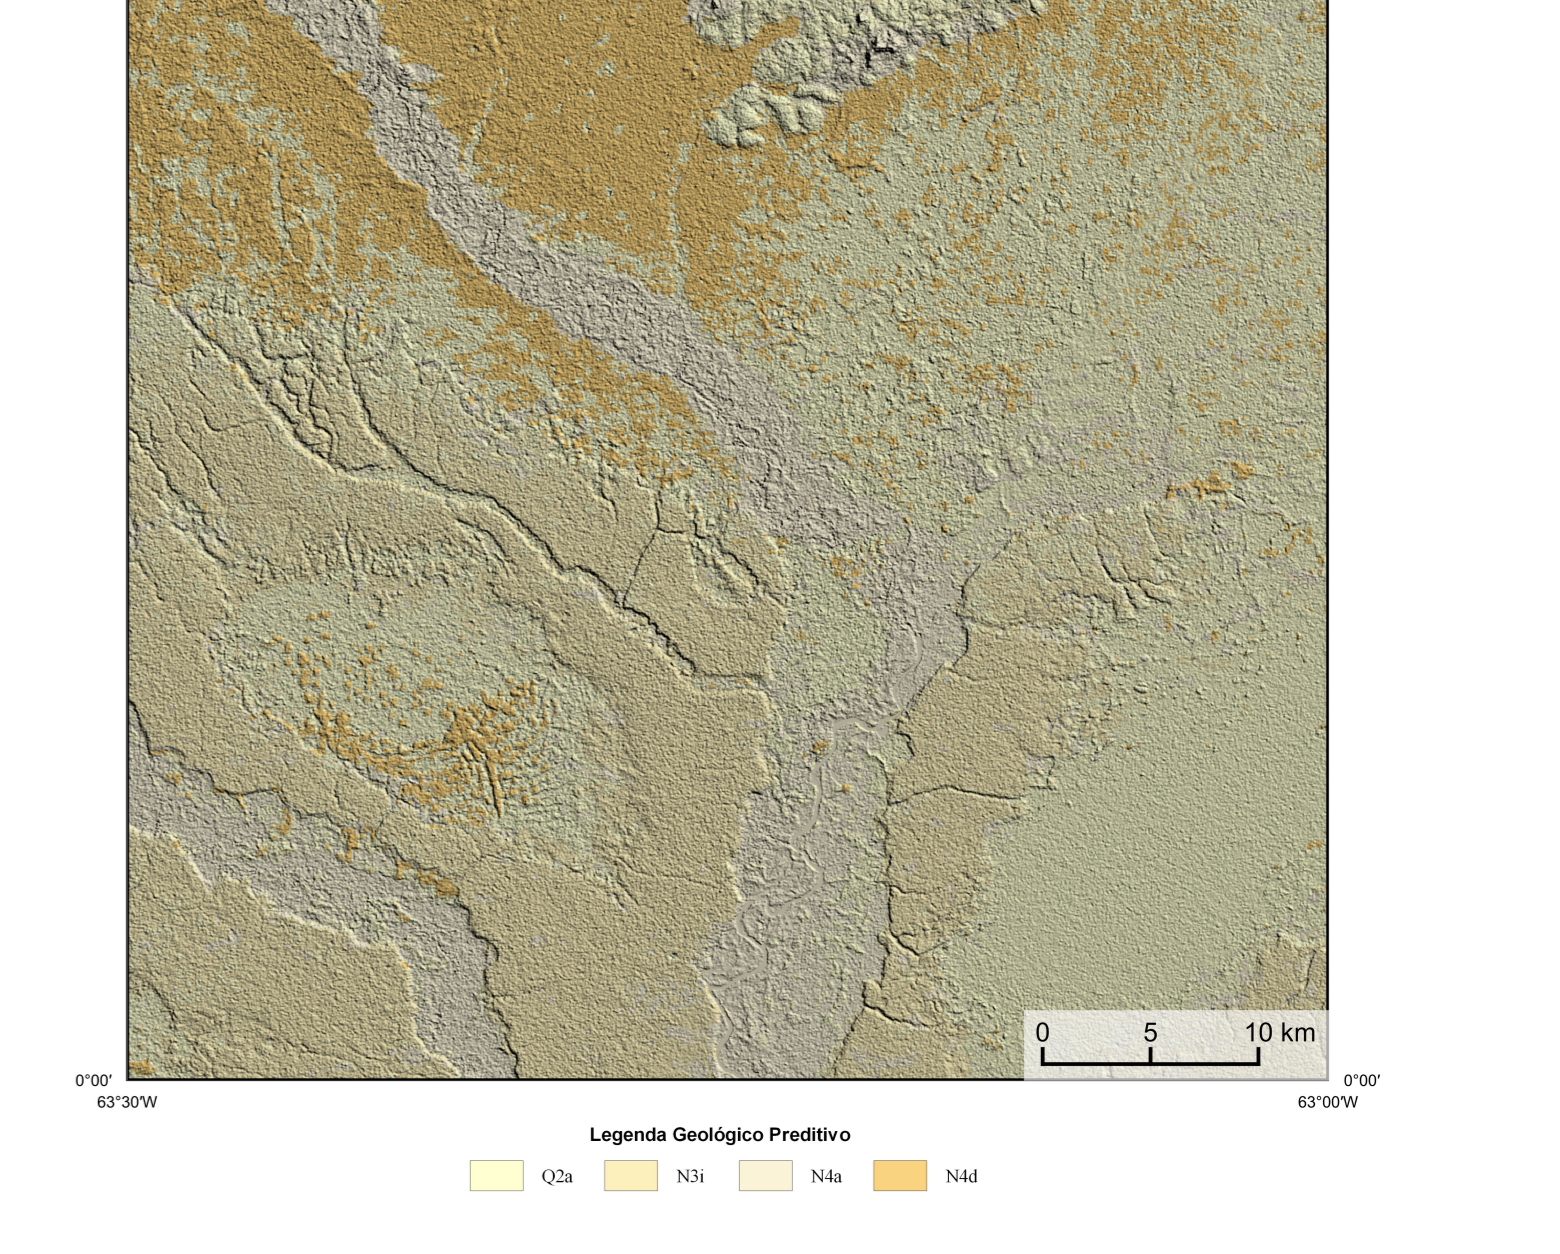 0 5 10 km
0°00′ 0°00′
63°30′W 63°00′W
Legenda Geológico Preditivo
Q2a N3i N4a N4d